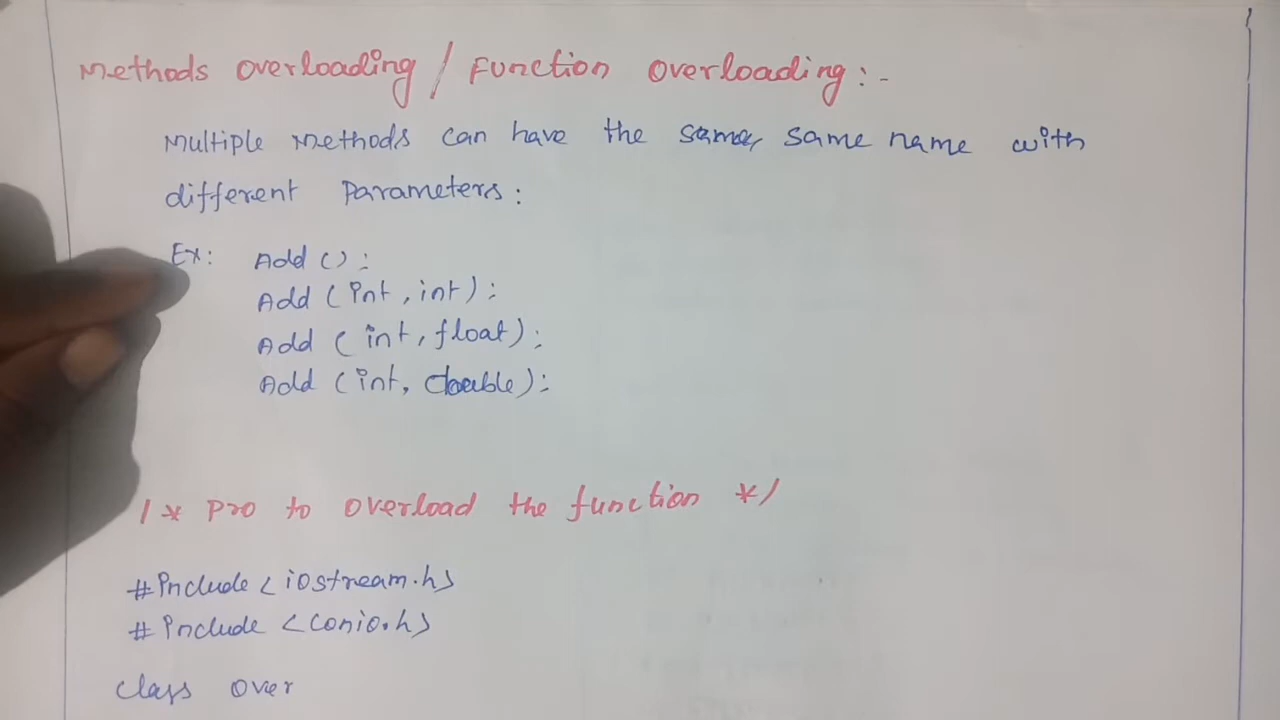 Methods overloading / Function overloading :-
Multiple Methods can have the same, same name with
different Parameters :
Ex: Add () ;
Add ( int , int ) ;
Add ( int , float ) ;
Add ( int, double ) ;
/* Pro to overload the function */
#include <iostream.h>
#include <conio.h>
class over